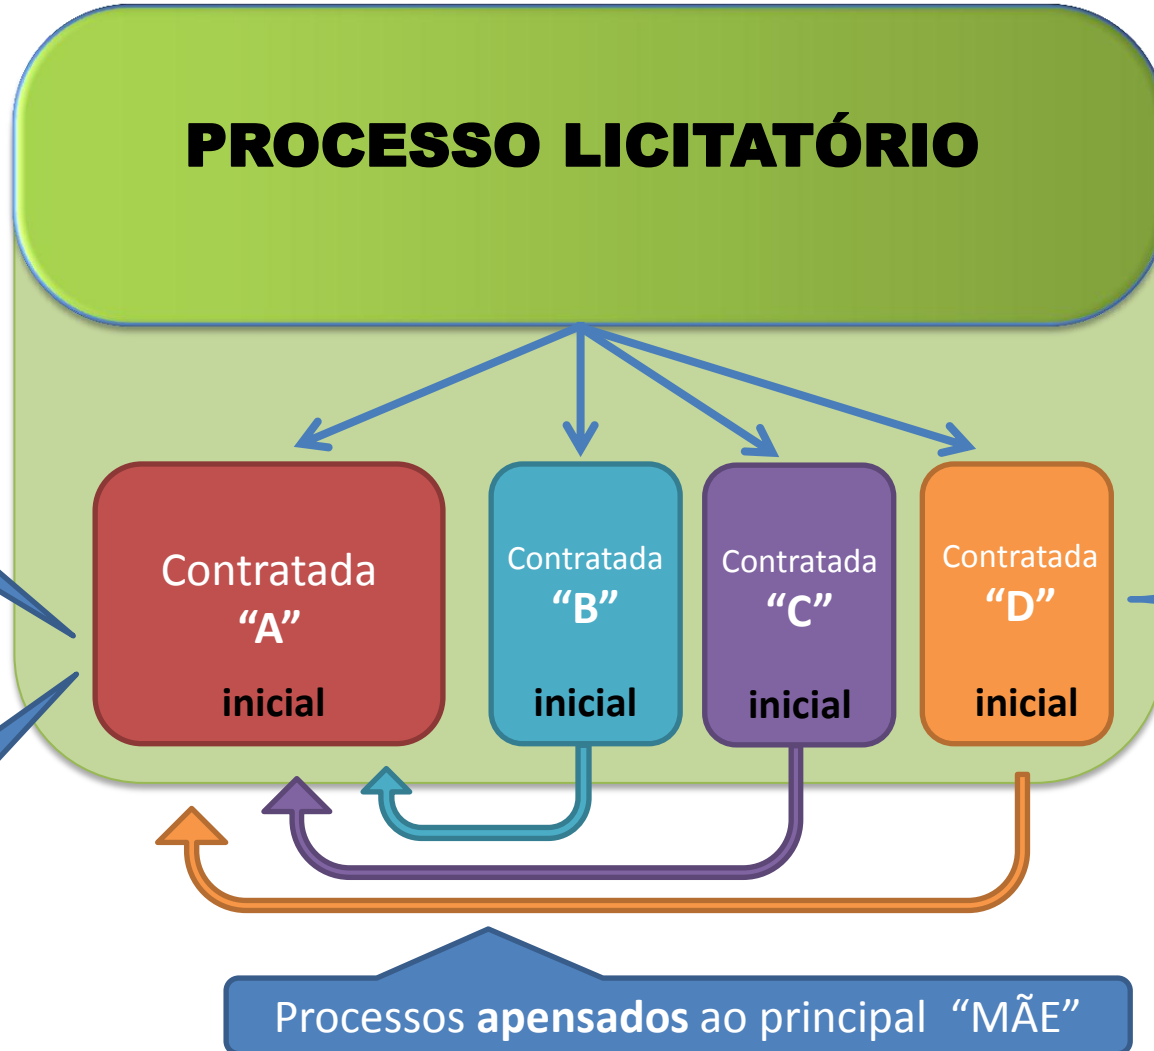 PROCESSO LICITATÓRIO
Contratada
“A”
inicial
Contratada
“B”
inicial
Contratada
“C”
inicial
Contratada
“D”
inicial
Processos apensados ao principal “MÃE”